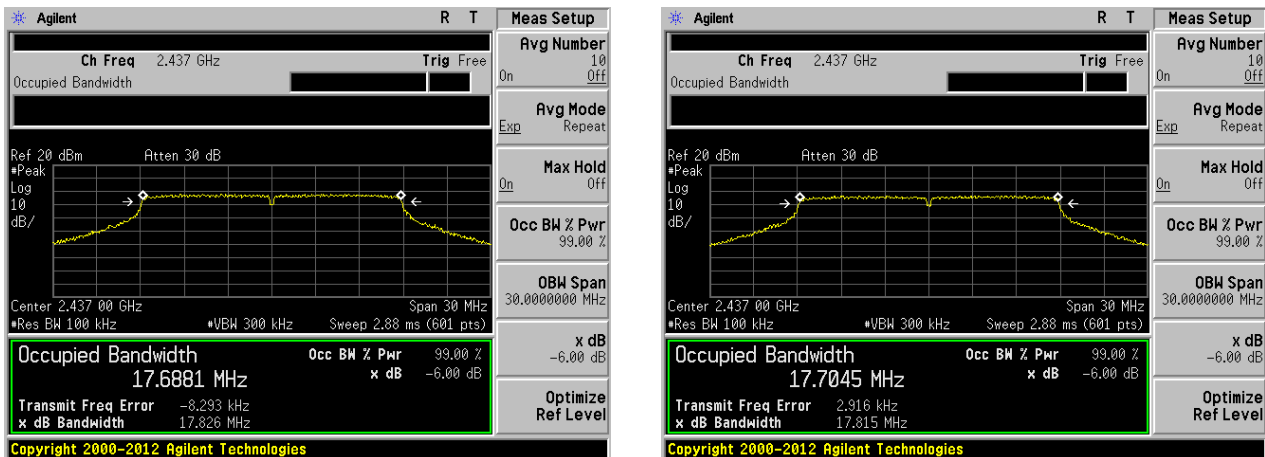 Agilent R T Meas Setup
Ch Freq 2.437 GHz Trig Free
Occupied Bandwidth
Avg Number
10
On Off
Avg Mode
Exp Repeat
Max Hold
On Off
Occ BW % Pwr
99.00 %
OBW Span
30.0000000 MHz
x dB
-6.00 dB
Optimize
Ref Level
Ref 20 dBm Atten 30 dB
#Peak
Log
10
dB/
Center 2.437 00 GHz Span 30 MHz
#Res BW 100 kHz #VBW 300 kHz Sweep 2.88 ms (601 pts)
Occupied Bandwidth Occ BW % Pwr 99.00 %
17.6881 MHz x dB -6.00 dB
Transmit Freq Error -8.293 kHz
x dB Bandwidth 17.826 MHz
Copyright 2000-2012 Agilent Technologies
Agilent R T Meas Setup
Ch Freq 2.437 GHz Trig Free
Occupied Bandwidth
Avg Number
10
On Off
Avg Mode
Exp Repeat
Max Hold
On Off
Occ BW % Pwr
99.00 %
OBW Span
30.0000000 MHz
x dB
-6.00 dB
Optimize
Ref Level
Ref 20 dBm Atten 30 dB
#Peak
Log
10
dB/
Center 2.437 00 GHz Span 30 MHz
#Res BW 100 kHz #VBW 300 kHz Sweep 2.88 ms (601 pts)
Occupied Bandwidth Occ BW % Pwr 99.00 %
17.7045 MHz x dB -6.00 dB
Transmit Freq Error 2.916 kHz
x dB Bandwidth 17.815 MHz
Copyright 2000-2012 Agilent Technologies